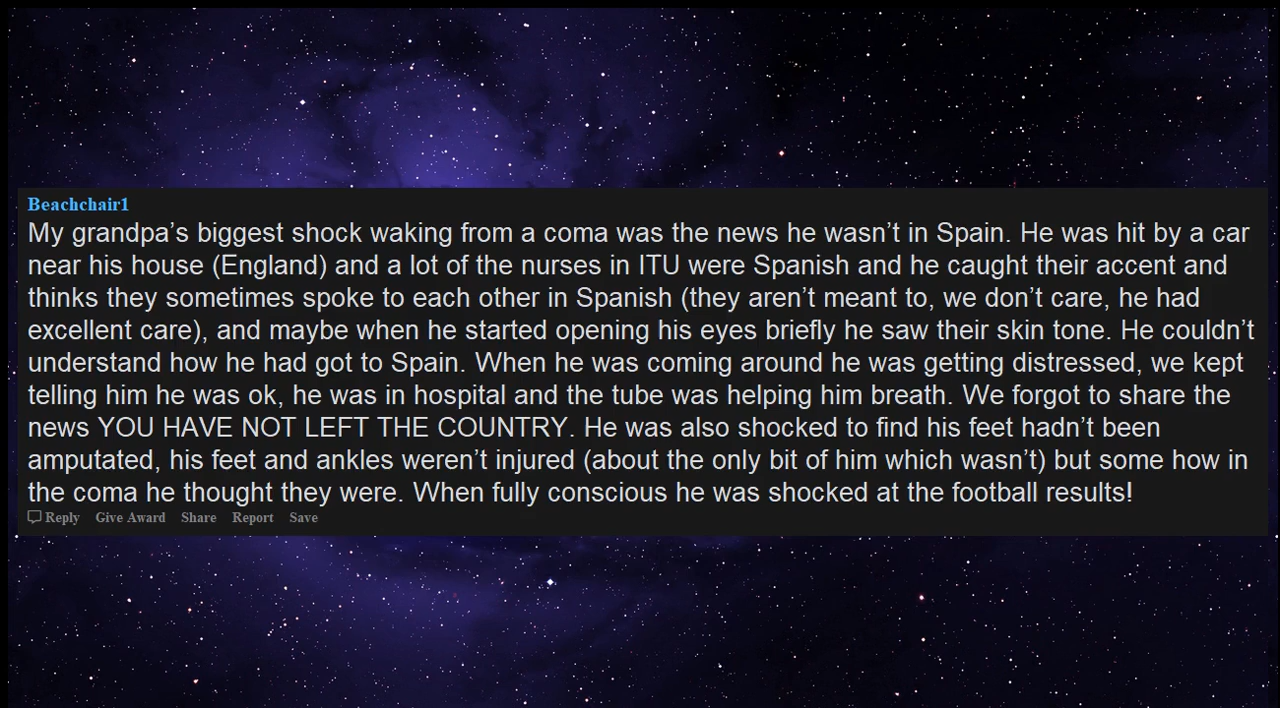 Beachchair1
My grandpa’s biggest shock waking from a coma was the news he wasn’t in Spain. He was hit by a car
near his house (England) and a lot of the nurses in ITU were Spanish and he caught their accent and
thinks they sometimes spoke to each other in Spanish (they aren’t meant to, we don’t care, he had
excellent care), and maybe when he started opening his eyes briefly he saw their skin tone. He couldn’t
understand how he had got to Spain. When he was coming around he was getting distressed, we kept
telling him he was ok, he was in hospital and the tube was helping him breath. We forgot to share the
news YOU HAVE NOT LEFT THE COUNTRY. He was also shocked to find his feet hadn’t been
amputated, his feet and ankles weren’t injured (about the only bit of him which wasn’t) but some how in
the coma he thought they were. When fully conscious he was shocked at the football results!
Reply Give Award Share Report Save